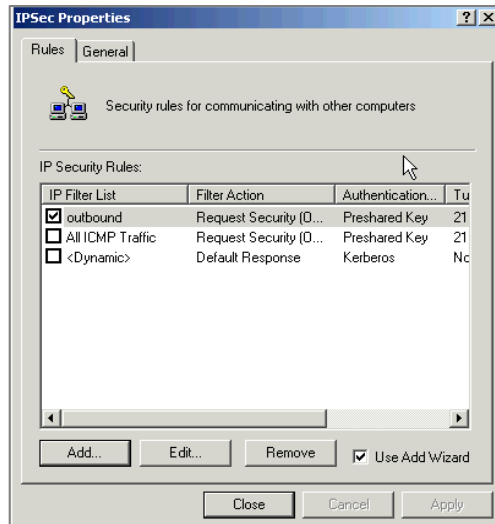 IPSec Properties
Rules General
Security rules for communicating with other computers
IP Security Rules:
IP Filter List Filter Action Authentication... Tu
outbound Request Security (O... Preshared Key 21
All ICMP Traffic Request Security (O... Preshared Key 21
<Dynamic> Default Response Kerberos No
Add... Edit... Remove Use Add Wizard
Close Cancel Apply